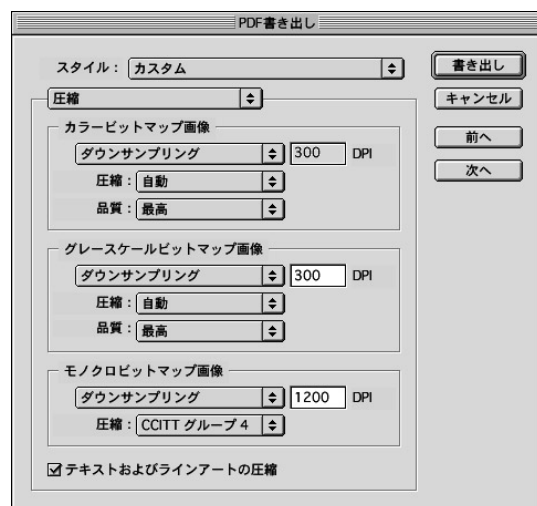 PDF書き出し
スタイル： カスタム
書き出し
圧縮
キャンセル
カラービットマップ画像
前へ
ダウンサンプリング 300 DPI
次へ
圧縮：自動
品質：最高
グレースケールビットマップ画像
ダウンサンプリング 300 DPI
圧縮：自動
品質：最高
モノクロビットマップ画像
ダウンサンプリング 1200 DPI
圧縮：CCITT グループ 4
テキストおよびラインアートの圧縮